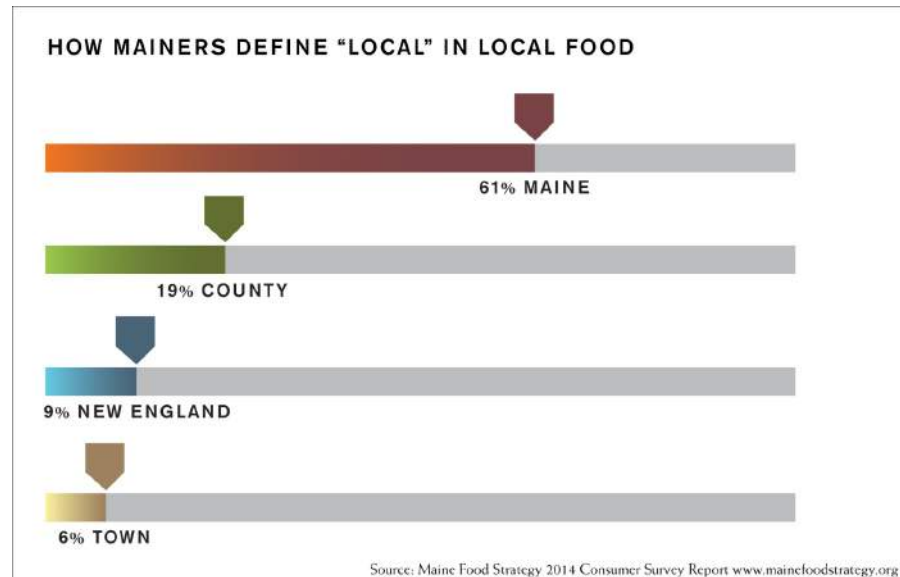 HOW MAINERS DEFINE “LOCAL” IN LOCAL FOOD
61% MAINE
19% COUNTY
9% NEW ENGLAND
6% TOWN
Source: Maine Food Strategy 2014 Consumer Survey Report www.mainefoodstrategy.org